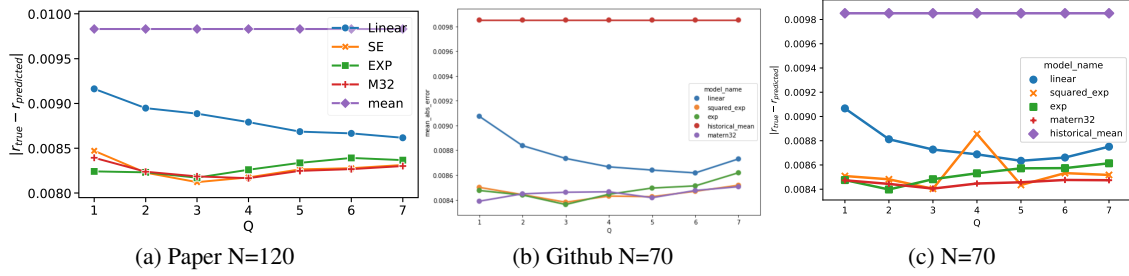 0.0100
0.0095
0.0090
0.0085
0.0080
|r_true − r_predicted|
Linear
SE
EXP
M32
mean
1 2 3 4 5 6 7
Q
(a) Paper N=120
0.0098
0.0096
0.0094
0.0092
0.0090
0.0088
0.0086
0.0084
mean_abs_error
model_name
linear
squared_exp
exp
historical_mean
matern32
1 2 3 4 5 6 7
Q
(b) Github N=70
0.0098
0.0096
0.0094
0.0092
0.0090
0.0088
0.0086
0.0084
|r_true − r_predicted|
model_name
linear
squared_exp
exp
matern32
historical_mean
1 2 3 4 5 6 7
Q
(c) N=70